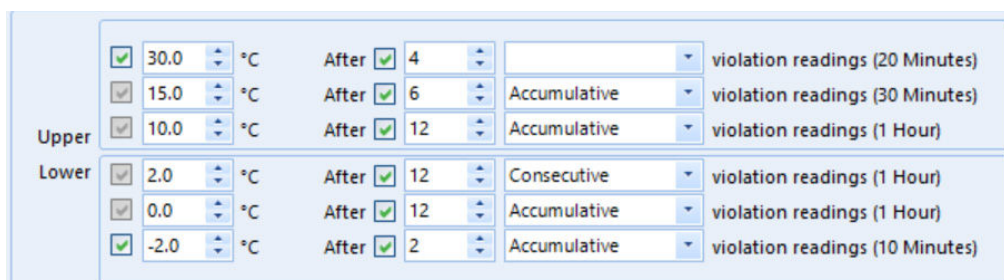 30.0 °C After 4 violation readings (20 Minutes)
15.0 °C After 6 Accumulative violation readings (30 Minutes)
10.0 °C After 12 Accumulative violation readings (1 Hour)
Upper
Lower
2.0 °C After 12 Consecutive violation readings (1 Hour)
0.0 °C After 12 Accumulative violation readings (1 Hour)
-2.0 °C After 2 Accumulative violation readings (10 Minutes)